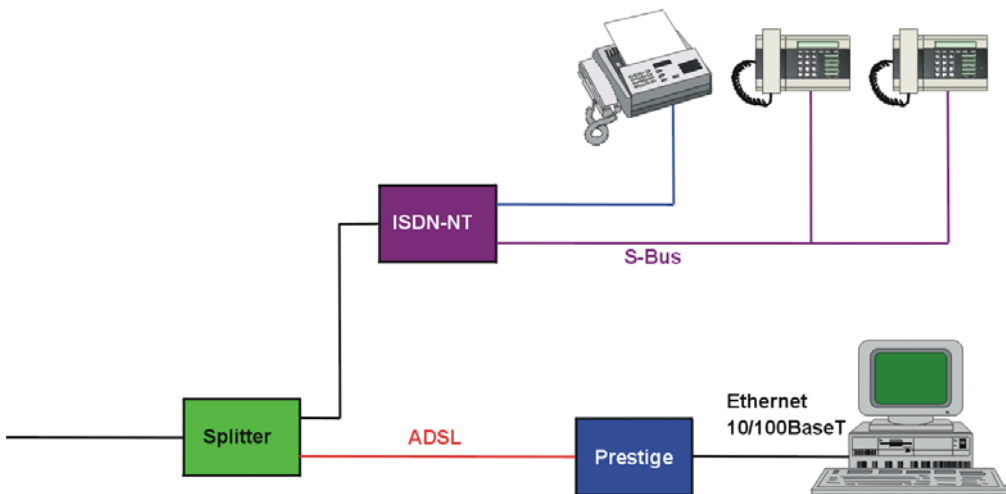 ISDN-NT
S-Bus
Splitter
ADSL
Prestige
Ethernet
10/100BaseT